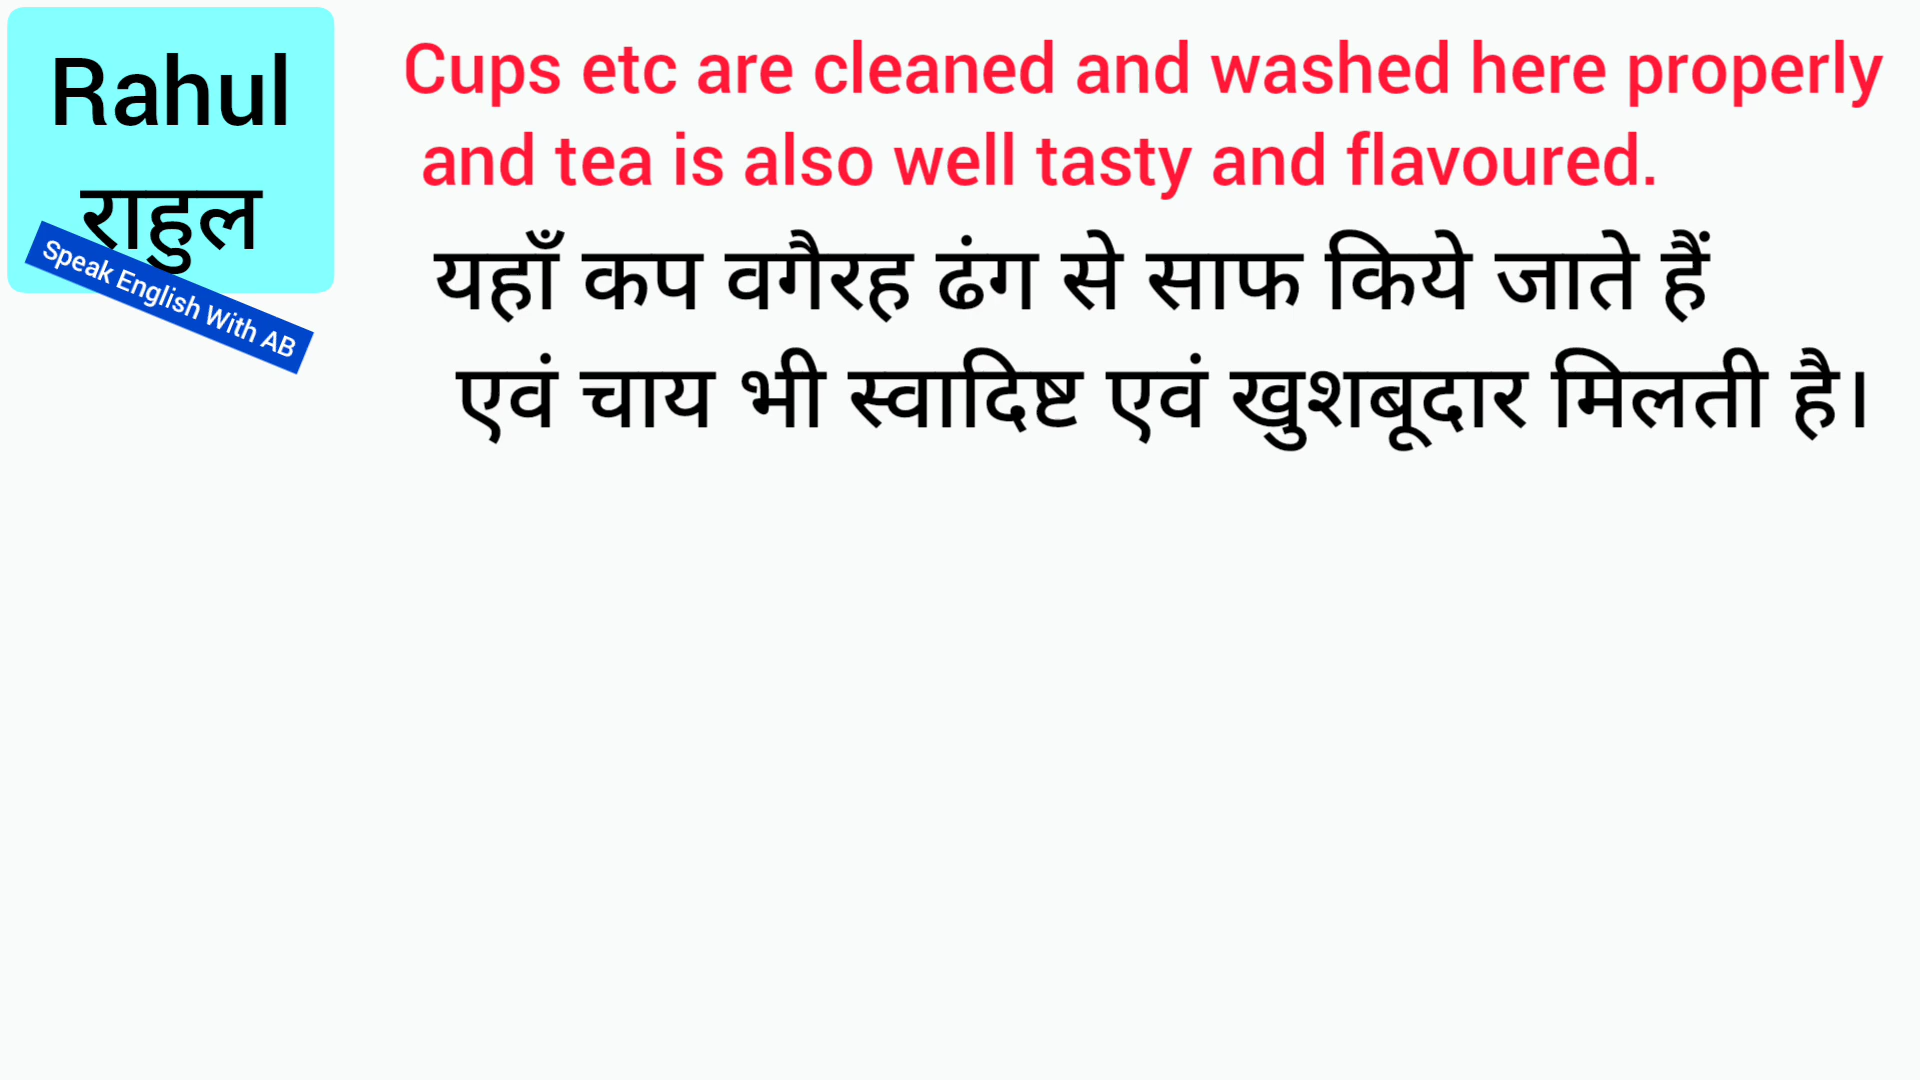 Rahul
राहुल
Speak English With AB
Cups etc are cleaned and washed here properly
and tea is also well tasty and flavoured.
यहाँ कप वगैरह ढंग से साफ किये जाते हैं
एवं चाय भी स्वादिष्ट एवं खुशबूदार मिलती है।